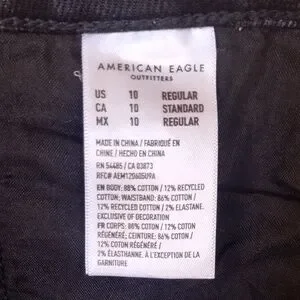 AMERICAN EAGLE
OUTFITTERS
US 10 REGULAR
CA 10 STANDARD
MX 10 REGULAR
MADE IN CHINA / FABRIQUÉ EN
CHINE / HECHO EN CHINA
RN 54485 / CA 03873
RFC# AEM120605U9A
EN BODY: 88% COTTON / 12% RECYCLED
COTTON; WAISTBAND: 86% COTTON /
12% RECYCLED COTTON / 2% ELASTANE.
EXCLUSIVE OF DECORATION
FR CORPS: 88% COTON / 12% COTON
RÉGÉNÉRÉ; CEINTURE: 86% COTON /
12% COTON RÉGÉNÉRÉ /
2% ÉLASTHANNE. À L'EXCEPTION DE LA
GARNITURE